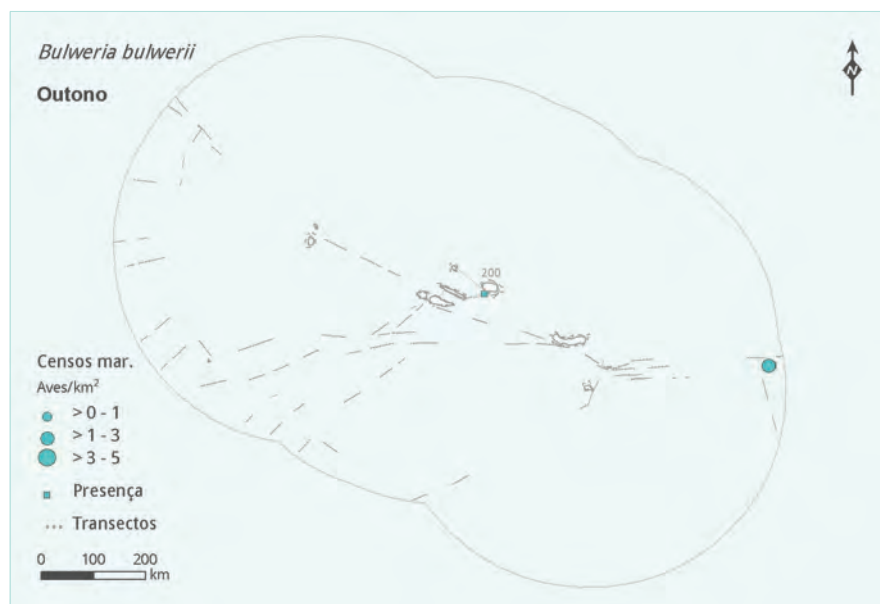 Bulweria bulwerii
Outono
N
200
Censos mar.
Aves/km²
> 0 - 1
> 1 - 3
> 3 - 5
Presença
Transectos
0 100 200
km